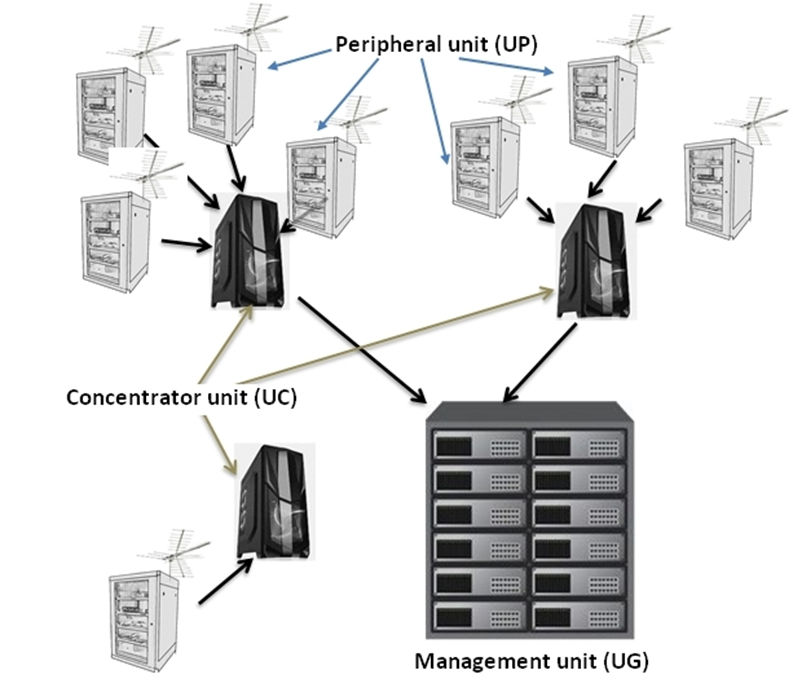 Peripheral unit (UP)
Concentrator unit (UC)
Management unit (UG)